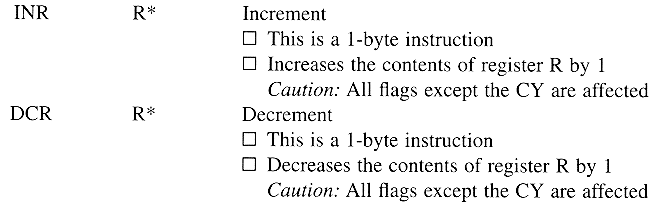 INR R* Increment
☐ This is a 1-byte instruction
☐ Increases the contents of register R by 1
Caution: All flags except the CY are affected
DCR R* Decrement
☐ This is a 1-byte instruction
☐ Decreases the contents of register R by 1
Caution: All flags except the CY are affected